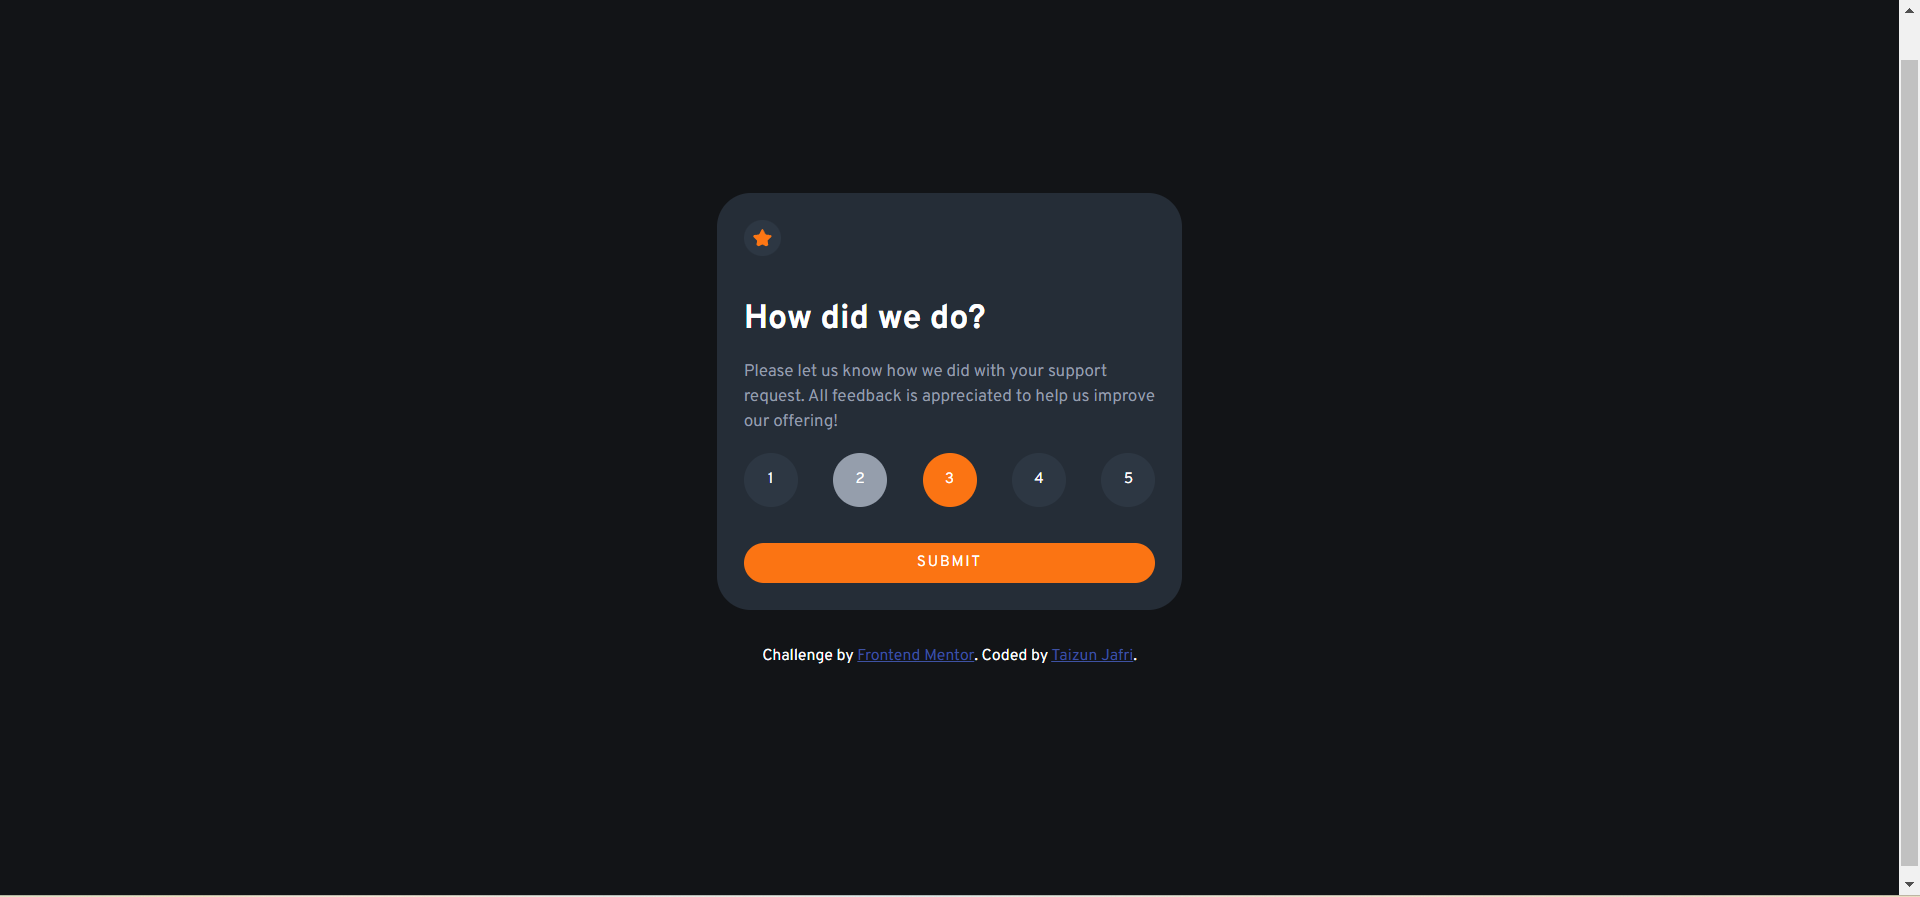 How did we do?
Please let us know how we did with your support
request. All feedback is appreciated to help us improve
our offering!
1 2 3 4 5
SUBMIT
Challenge by Frontend Mentor. Coded by Taizun Jafri.